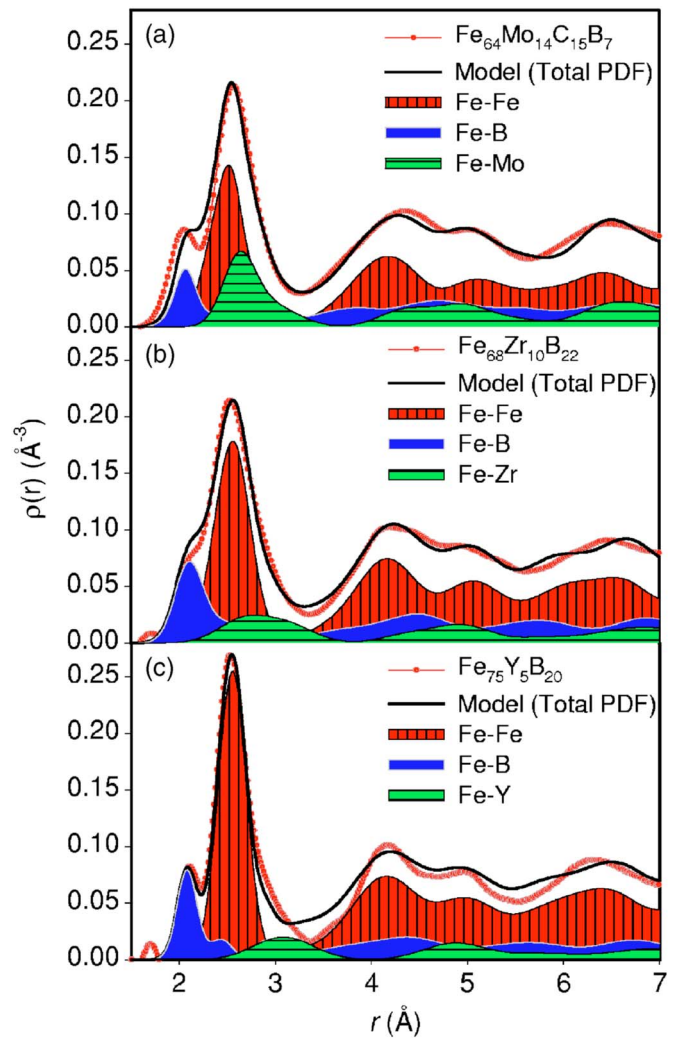 ρ(r) (Å⁻³)
(a)
Fe₆₄Mo₁₄C₁₅B₇
Model (Total PDF)
Fe-Fe
Fe-B
Fe-Mo
0.25
0.20
0.15
0.10
0.05
0.00
(b)
Fe₆₈Zr₁₀B₂₂
Model (Total PDF)
Fe-Fe
Fe-B
Fe-Zr
0.25
0.20
0.15
0.10
0.05
0.00
(c)
Fe₇₅Y₅B₂₀
Model (Total PDF)
Fe-Fe
Fe-B
Fe-Y
0.25
0.20
0.15
0.10
0.05
0.00
2 3 4 5 6 7
r (Å)